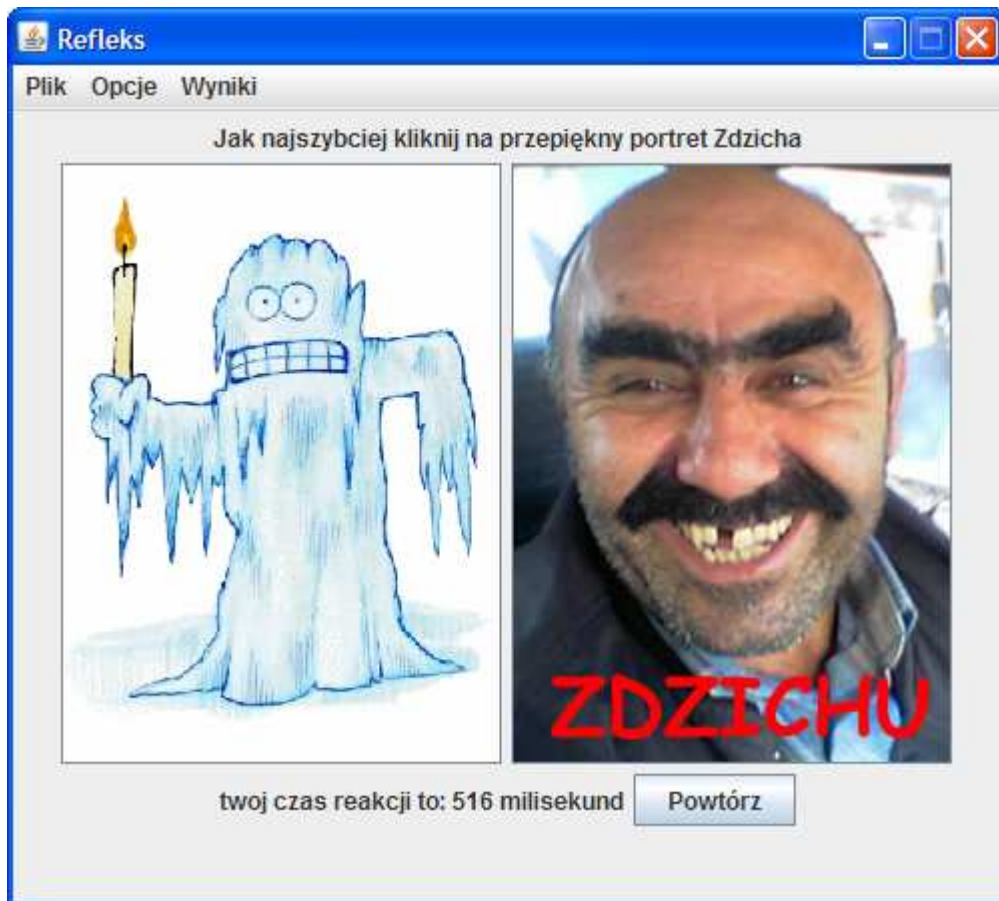 Refleks
Plik Opcje Wyniki
Jak najszybciej kliknij na przepiękny portret Zdzicha
ZDZICHU
twoj czas reakcji to: 516 milisekund Powtórz